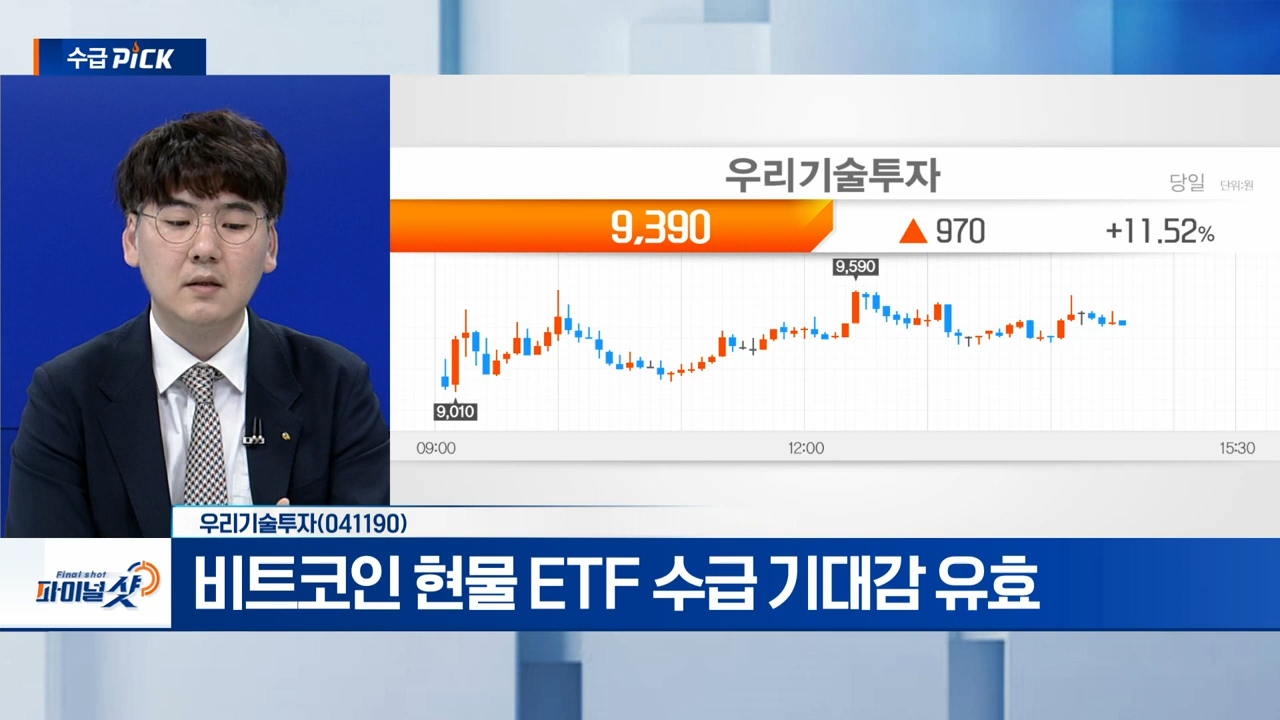 수급 PiCK
우리기술투자
당일 단위:원
9,390 ▲ 970 +11.52%
9,590
9,010
09:00 12:00 15:30
우리기술투자(041190)
Final shot
파이널샷
비트코인 현물 ETF 수급 기대감 유효